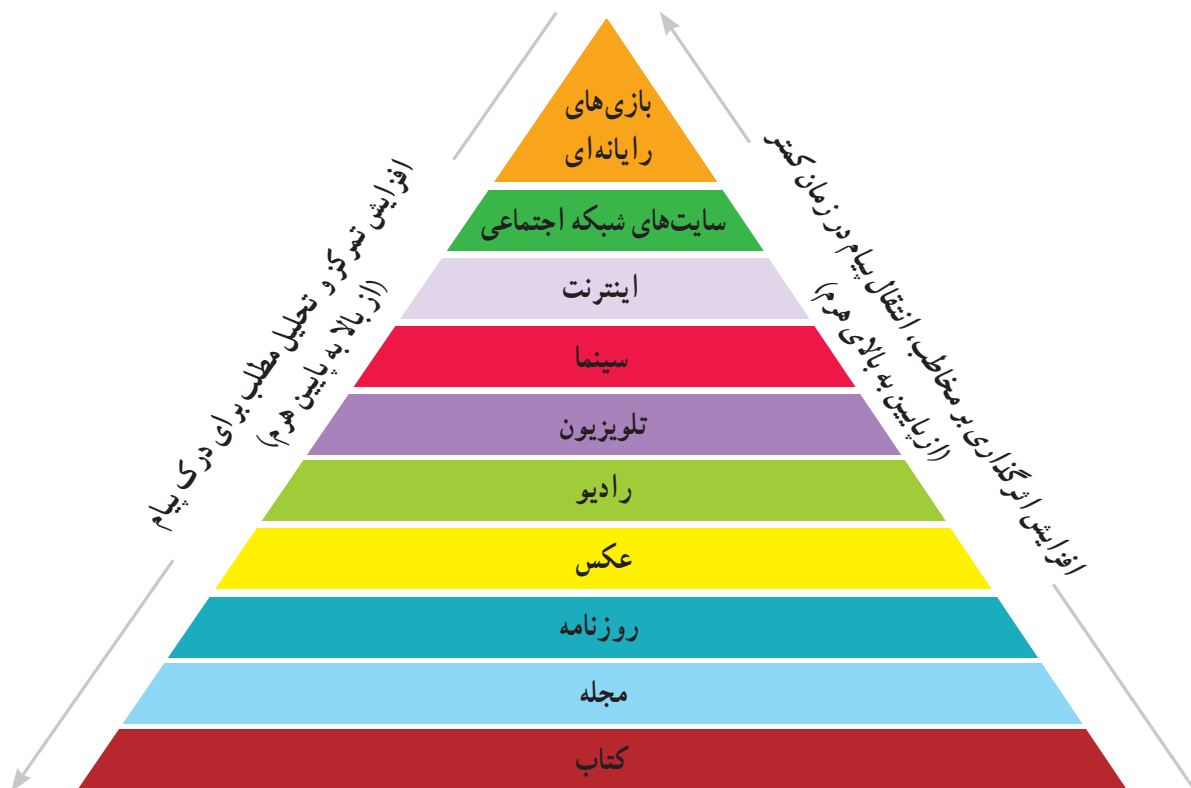 بازی‌های
رایانه‌ای
سایت‌های شبکه اجتماعی
اینترنت
سینما
تلویزیون
رادیو
عکس
روزنامه
مجله
کتاب
افزایش اثرگذاری بر مخاطب، انتقال پیام در زمان کمتر
(از پایین به بالای هرم)
افزایش تمرکز و تحلیل مطلب برای درک پیام
(از بالا به پایین هرم)